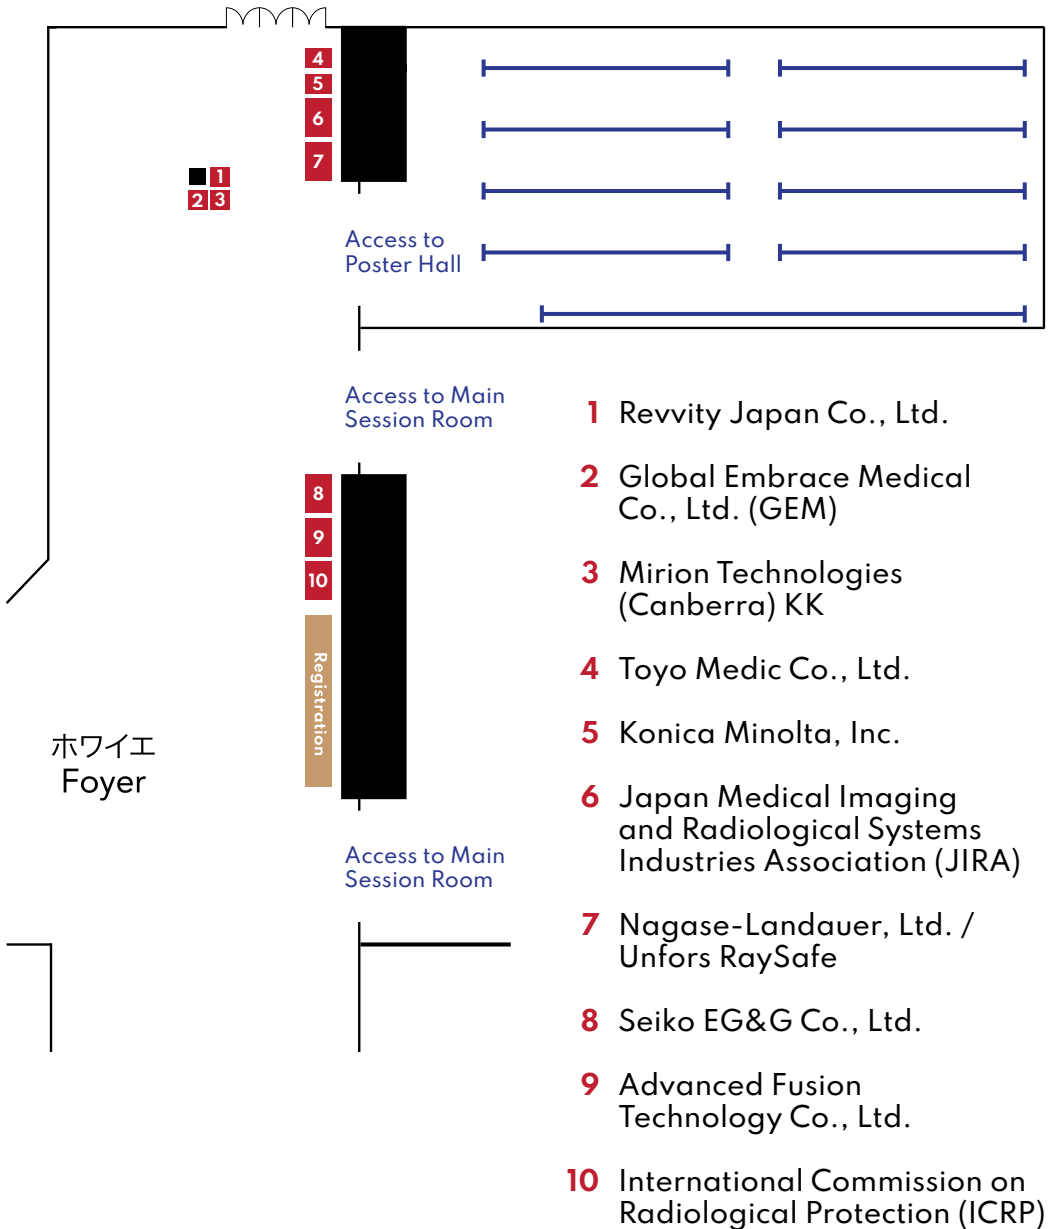 4
5
6
7
1
2 3
Access to
Poster Hall
Access to Main
Session Room
8
9
10
Registration
ホワイエ
Foyer
Access to Main
Session Room
1 Revvity Japan Co., Ltd.
2 Global Embrace Medical
Co., Ltd. (GEM)
3 Mirion Technologies
(Canberra) KK
4 Toyo Medic Co., Ltd.
5 Konica Minolta, Inc.
6 Japan Medical Imaging
and Radiological Systems
Industries Association (JIRA)
7 Nagase-Landauer, Ltd. /
Unfors RaySafe
8 Seiko EG&G Co., Ltd.
9 Advanced Fusion
Technology Co., Ltd.
10 International Commission on
Radiological Protection (ICRP)